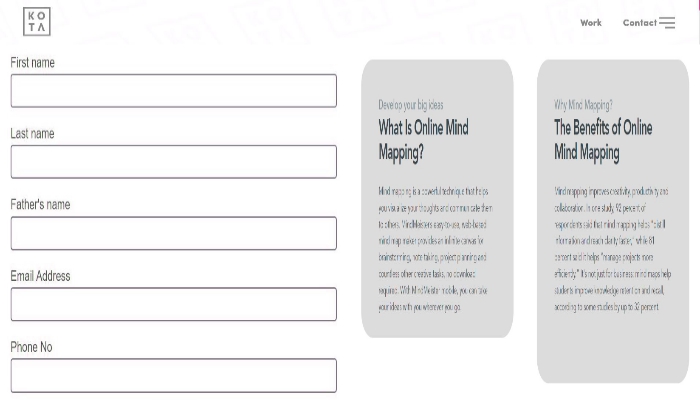 KO
TA
Work
Contact
First name
Last name
Father's name
Email Address
Phone No
Develop your big ideas
What Is Online Mind
Mapping?
Mind mapping is a powerful technique that helps
you visualize your thoughts and communicate them
to others. MindMeister's easy-to-use, web-based
mind map maker provides an infinite canvas for
brainstorming, note taking, project planning and
countless other creative tasks, no download
required. With MindMeister mobile, you can take
your ideas with you wherever you go.
Why Mind Mapping?
The Benefits of Online
Mind Mapping
Mind mapping improves creativity, productivity and
collaboration. In one study, 92 percent of
respondents said that mind mapping helps "distill
information and reach clarity faster," while 81
percent said it helps "manage projects more
efficiently." It's not just for business: mind maps help
students improve knowledge retention and recall,
according to some studies by up to 32 percent.